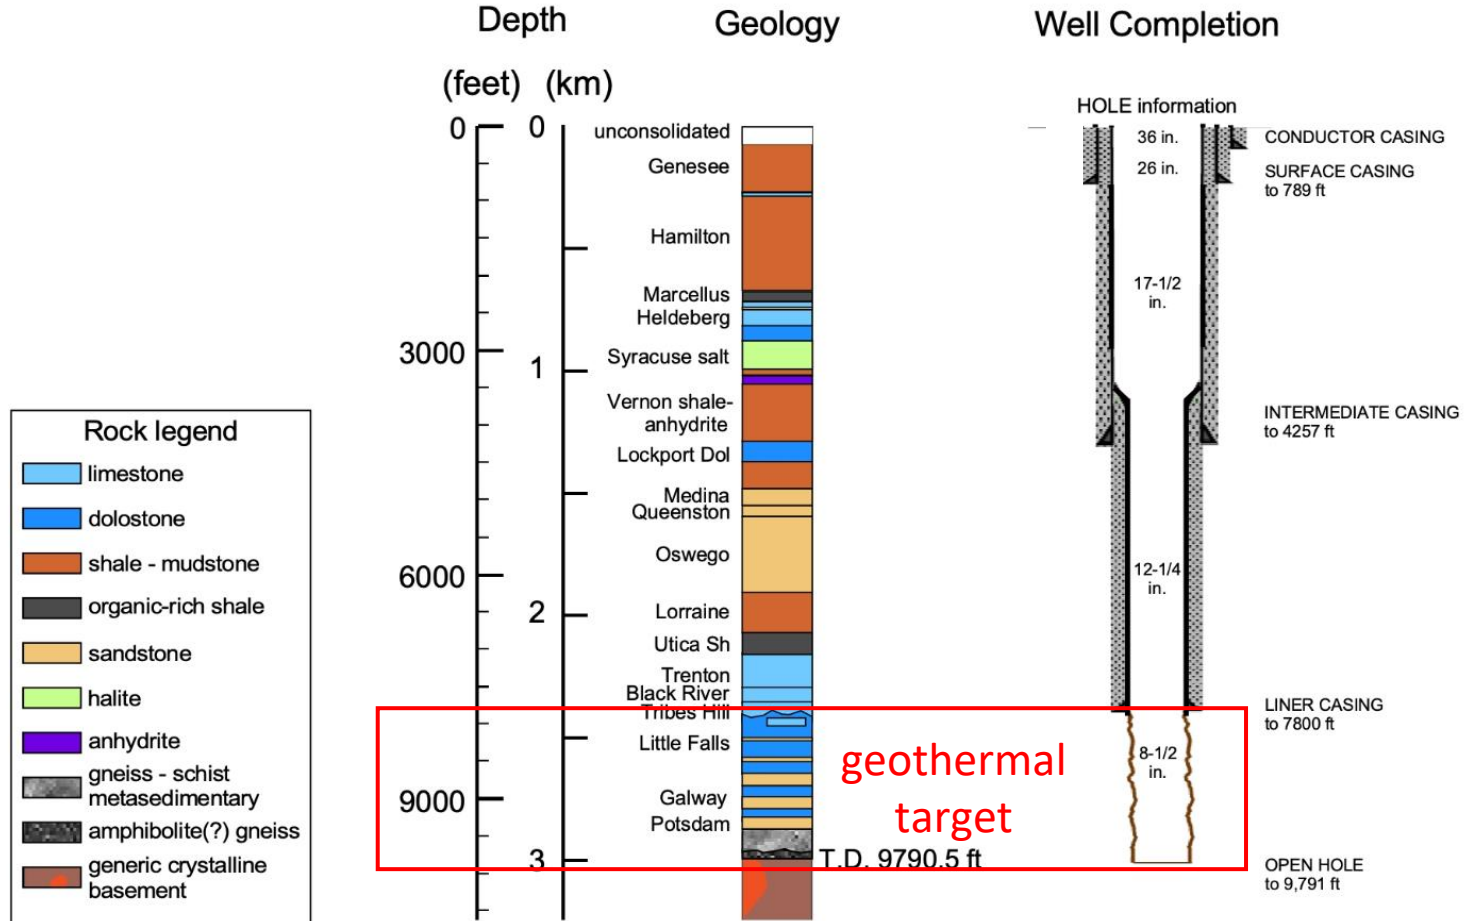 Depth
Geology
Well Completion
(feet) (km)
HOLE information
0
0
3000
1
6000
2
9000
3
unconsolidated
Genesee
Hamilton
Marcellus
Heldeberg
Syracuse salt
Vernon shale-
anhydrite
Lockport Dol
Medina
Queenston
Oswego
Lorraine
Utica Sh
Trenton
Black River
Tribes Hill
Little Falls
Galway
Potsdam
36 in.
26 in.
17-1/2
in.
12-1/4
in.
8-1/2
in.
CONDUCTOR CASING
SURFACE CASING
to 789 ft
INTERMEDIATE CASING
to 4257 ft
LINER CASING
to 7800 ft
OPEN HOLE
to 9,791 ft
geothermal
target
T.D. 9790.5 ft
Rock legend
limestone
dolostone
shale - mudstone
organic-rich shale
sandstone
halite
anhydrite
gneiss - schist
metasedimentary
amphibolite(?) gneiss
generic crystalline
basement